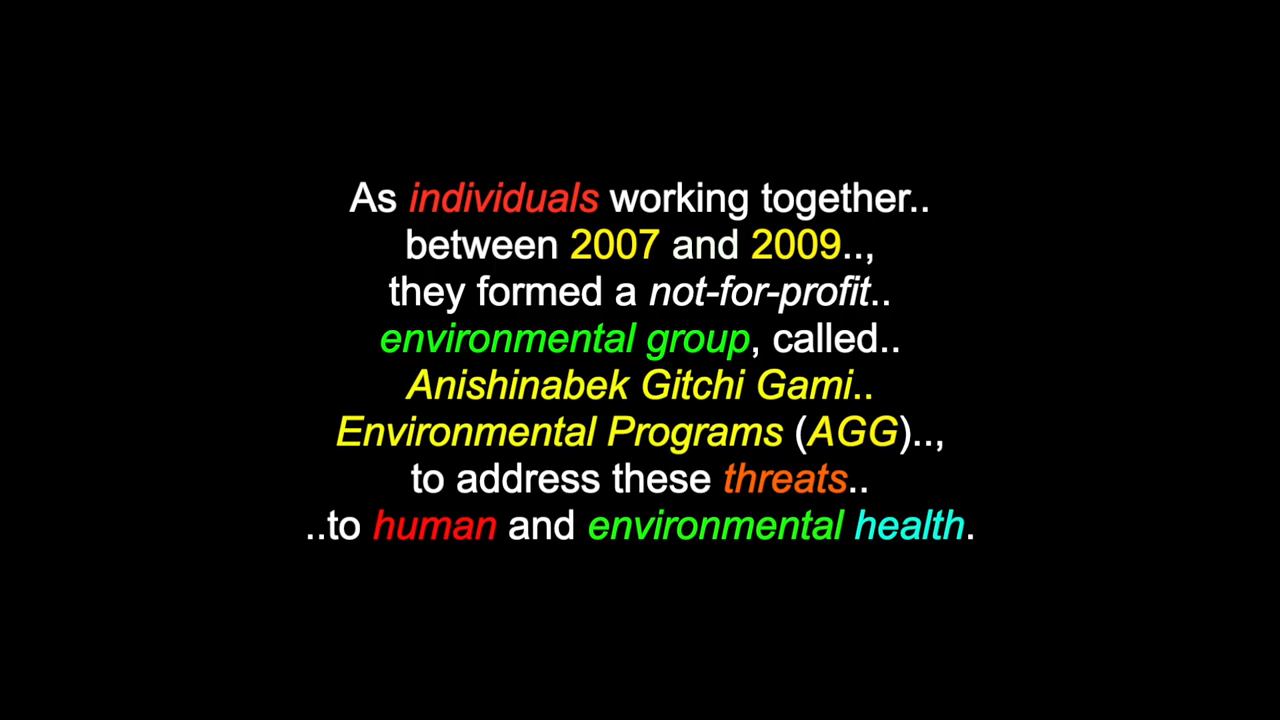 As individuals working together..
between 2007 and 2009..,
they formed a not-for-profit..
environmental group, called..
Anishinabek Gitchi Gami..
Environmental Programs (AGG)..,
to address these threats..
..to human and environmental health.